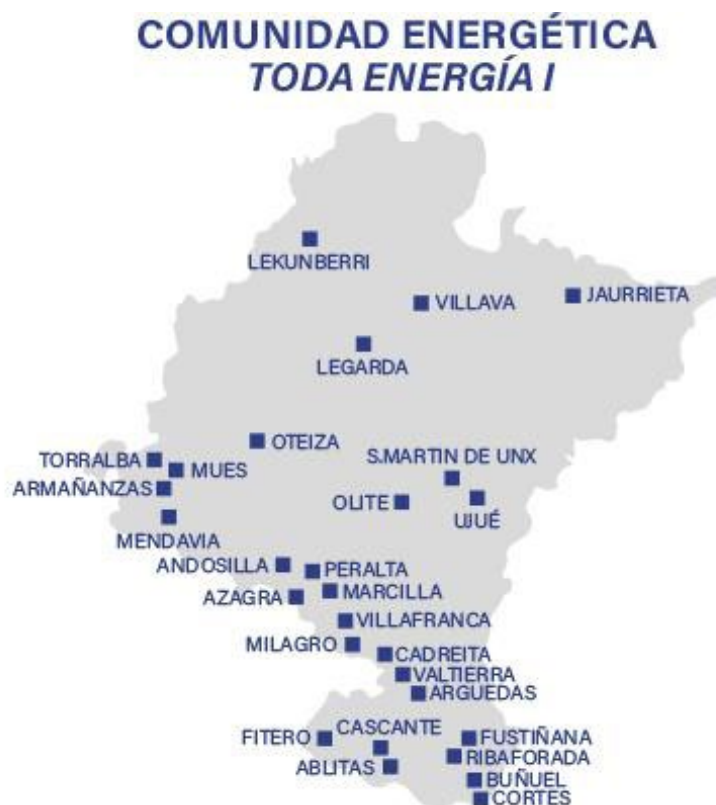 COMUNIDAD ENERGÉTICA
TODA ENERGÍA I
LEKUNBERRI
JAURRIETA
VILLAVA
LEGARDA
OTEIZA
TORRALBA
MUES
S.MARTIN DE UNX
ARMAÑANZAS
OLITE
UJUÉ
MENDAVIA
ANDOSILLA
PERALTA
MARCILLA
AZAGRA
VILLAFRANCA
MILAGRO
CADREITA
VALTIERRA
ARGUEDAS
CASCANTE
FITERO
FUSTIÑANA
RIBAFORADA
ABLITAS
BUÑUEL
CORTES